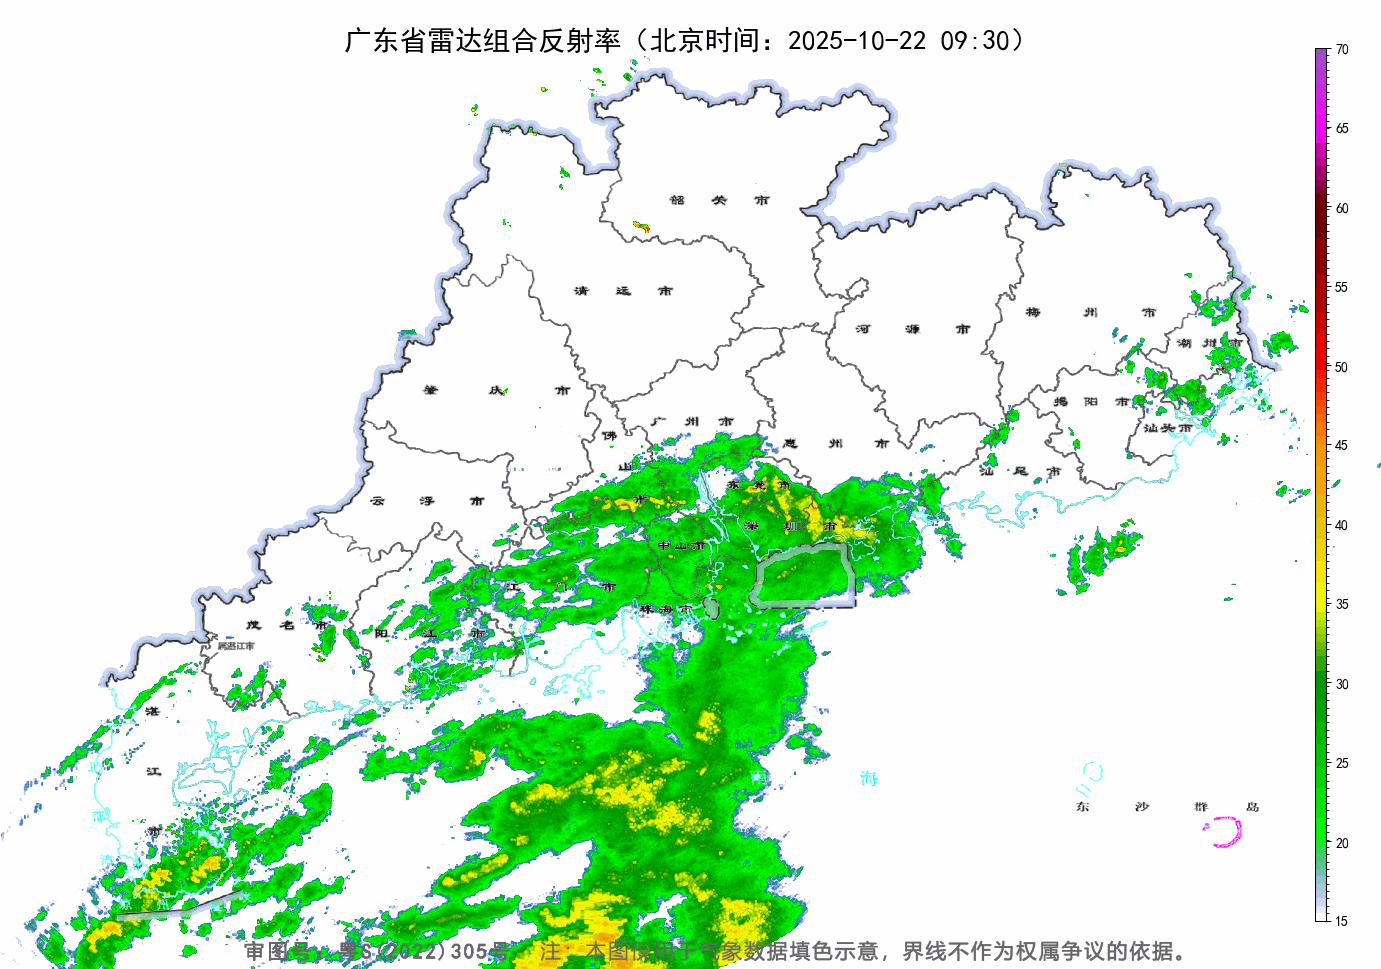 广东省雷达组合反射率（北京时间：2025-10-22 09:30）
70
65
60
55
50
45
40
35
30
25
20
15
韶关市
清远市
河源市
梅州市
潮州市
肇庆市
广州市
佛山市
惠州市
揭阳市
汕头市
汕尾市
云浮市
东莞市
深圳市
中山市
江门市
珠海市
茂名市
阳江市
属湛江市
湛江市
南海
北部湾
东沙群岛
审图号：粤S(2022)305号 注：本图仅用于气象数据填色示意，界线不作为权属争议的依据。